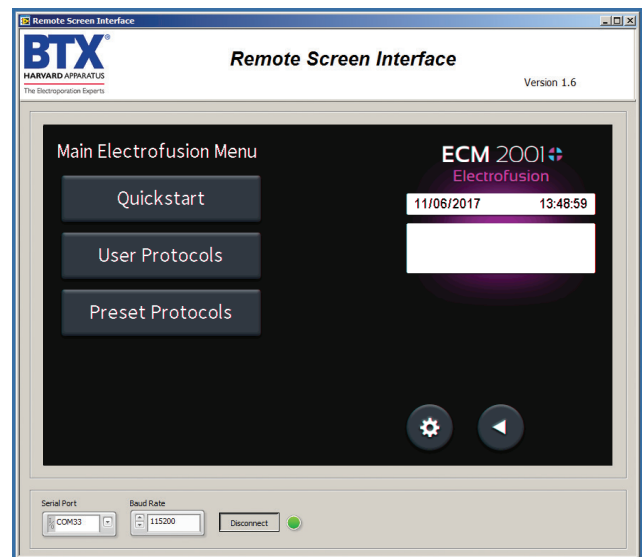 Remote Screen Interface
BTX®
HARVARD APPARATUS
The Electroporation Experts
Remote Screen Interface
Version 1.6
Main Electrofusion Menu
ECM 2001+
Electrofusion
Quickstart
11/06/2017 13:48:59
User Protocols
Preset Protocols
Serial Port
Baud Rate
COM33
115200
Disconnect